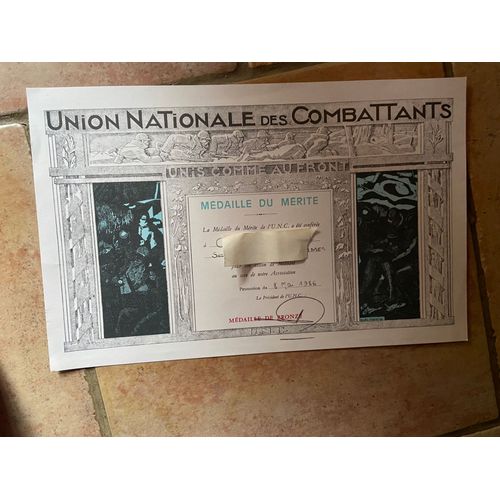 UNION NATIONALE DES COMBATTANTS
UNIS COMME AU FRONT
MÉDAILLE DU MÉRITE
La Médaille du Mérite de l'U.N.C. a été conférée
à
au sein de notre Association
Promotion du 8 Mai 1986
Le Président de l'U.N.C.
MÉDAILLE DE BRONZE